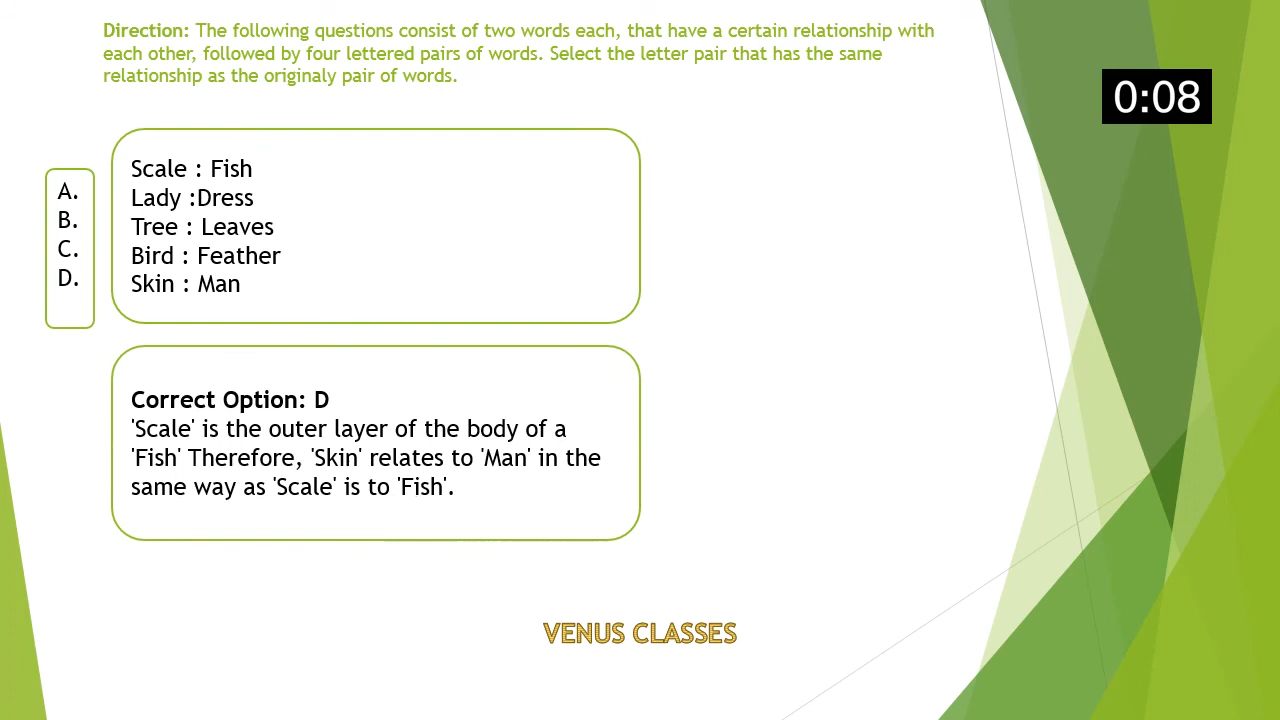 Direction: The following questions consist of two words each, that have a certain relationship with
each other, followed by four lettered pairs of words. Select the letter pair that has the same
relationship as the originaly pair of words.
0:08
Scale : Fish
A.
Lady :Dress
B.
Tree : Leaves
C.
Bird : Feather
D.
Skin : Man
Correct Option: D
'Scale' is the outer layer of the body of a
'Fish' Therefore, 'Skin' relates to 'Man' in the
same way as 'Scale' is to 'Fish'.
VENUS CLASSES